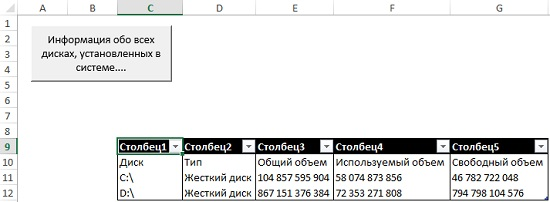 A B C D E F G
1
2
3
4
5
6
7
8
9
10
11
12
Информация обо всех
дисках, установленных в
системе....
Столбец1 Столбец2 Столбец3 Столбец4 Столбец5
Диск Тип Общий объем Используемый объем Свободный объем
C:\ Жесткий диск 104 857 595 904 58 074 873 856 46 782 722 048
D:\ Жесткий диск 867 151 376 384 72 353 271 808 794 798 104 576